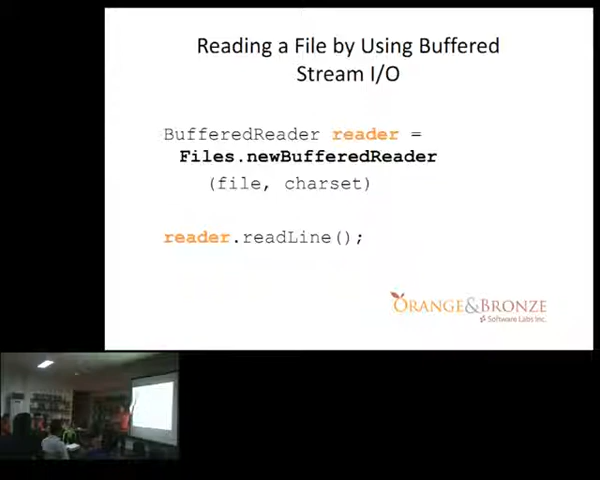 Reading a File by Using Buffered
Stream I/O
BufferedReader reader =
Files.newBufferedReader
(file, charset)
reader.readLine();
ORANGE&BRONZE
Software Labs Inc.